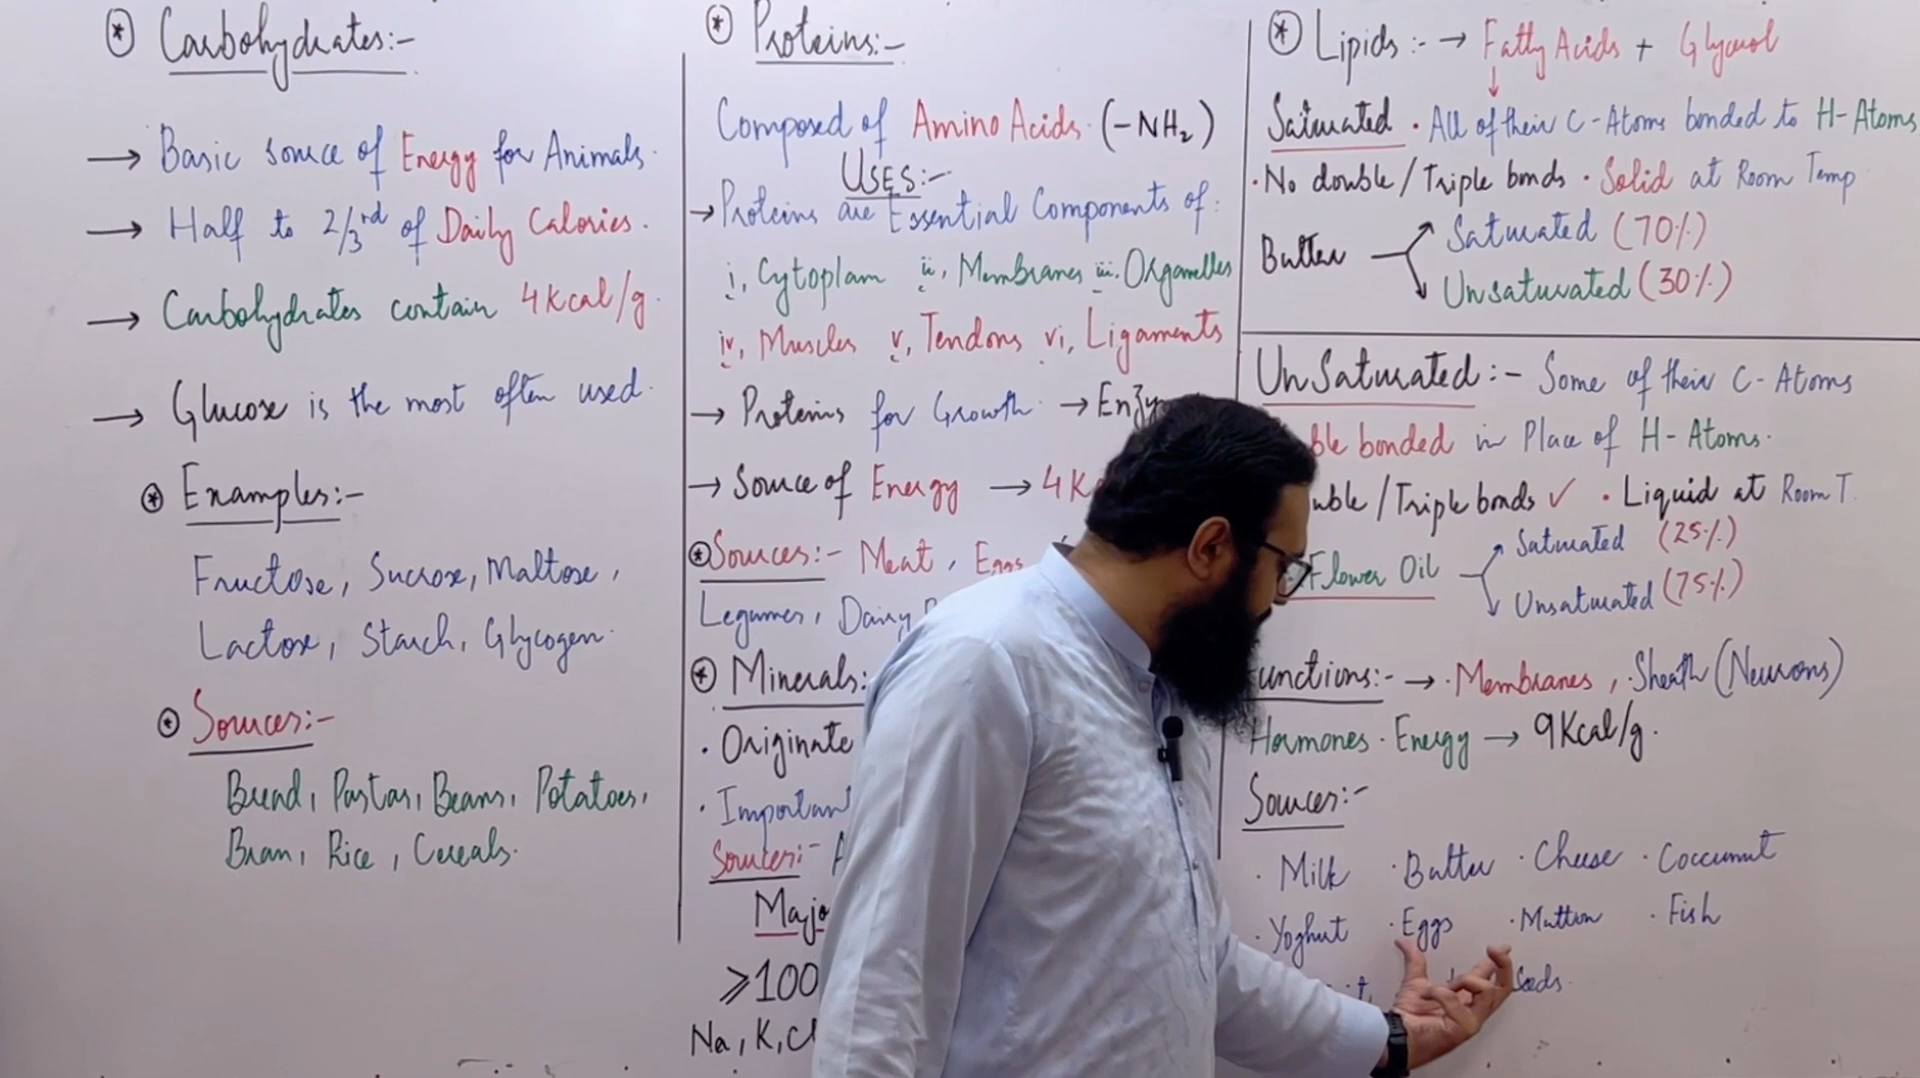 * Carbohydrates:-
→ Basic source of Energy for Animals.
→ Half to 2/3rd of Daily Calories.
→ Carbohydrates contain 4Kcal/g.
→ Glucose is the most often used.
* Examples:-
Fructose, Sucrose, Maltose,
Lactose, Starch, Glycogen.
* Sources:-
Bread, Pastas, Beans, Potatoes,
Bran, Rice, Cereals.
* Proteins:-
Composed of Amino Acids (-NH2)
USES:-
→ Proteins are Essential Components of:
i, Cytoplam ii, Membranes iii. Organelles
iv, Muscles v, Tendons vi, Ligaments
→ Proteins for Growth →
→ Source of Energy → 4K
* Sources:- Meat, Eggs
Legumes, Dairy
* Minerals:
• Originate
• Important
Sources:-
Majo
≥100
Na, K, Cl
* Lipids:- → Fatty Acids + Glycerol
Saturated • All of their C-Atoms bonded to H-Atoms
• No double/Triple bonds • Solid at Room Temp
Butter → Saturated (70%)
→ Unsaturated (30%)
UnSaturated:- Some of their C-Atoms
ble bonded in Place of H-Atoms.
uble/Triple bonds ✓ • Liquid at Room T.
Flower Oil → Saturated (25%)
→ Unsaturated (75%)
unctions:- → • Membranes, • Sheath (Neurons)
Hormones • Energy → 9Kcal/g.
Sources:-
• Milk • Butter • Cheese • Coccunut
• Yoghurt • Eggs • Mutton • Fish
Seeds.